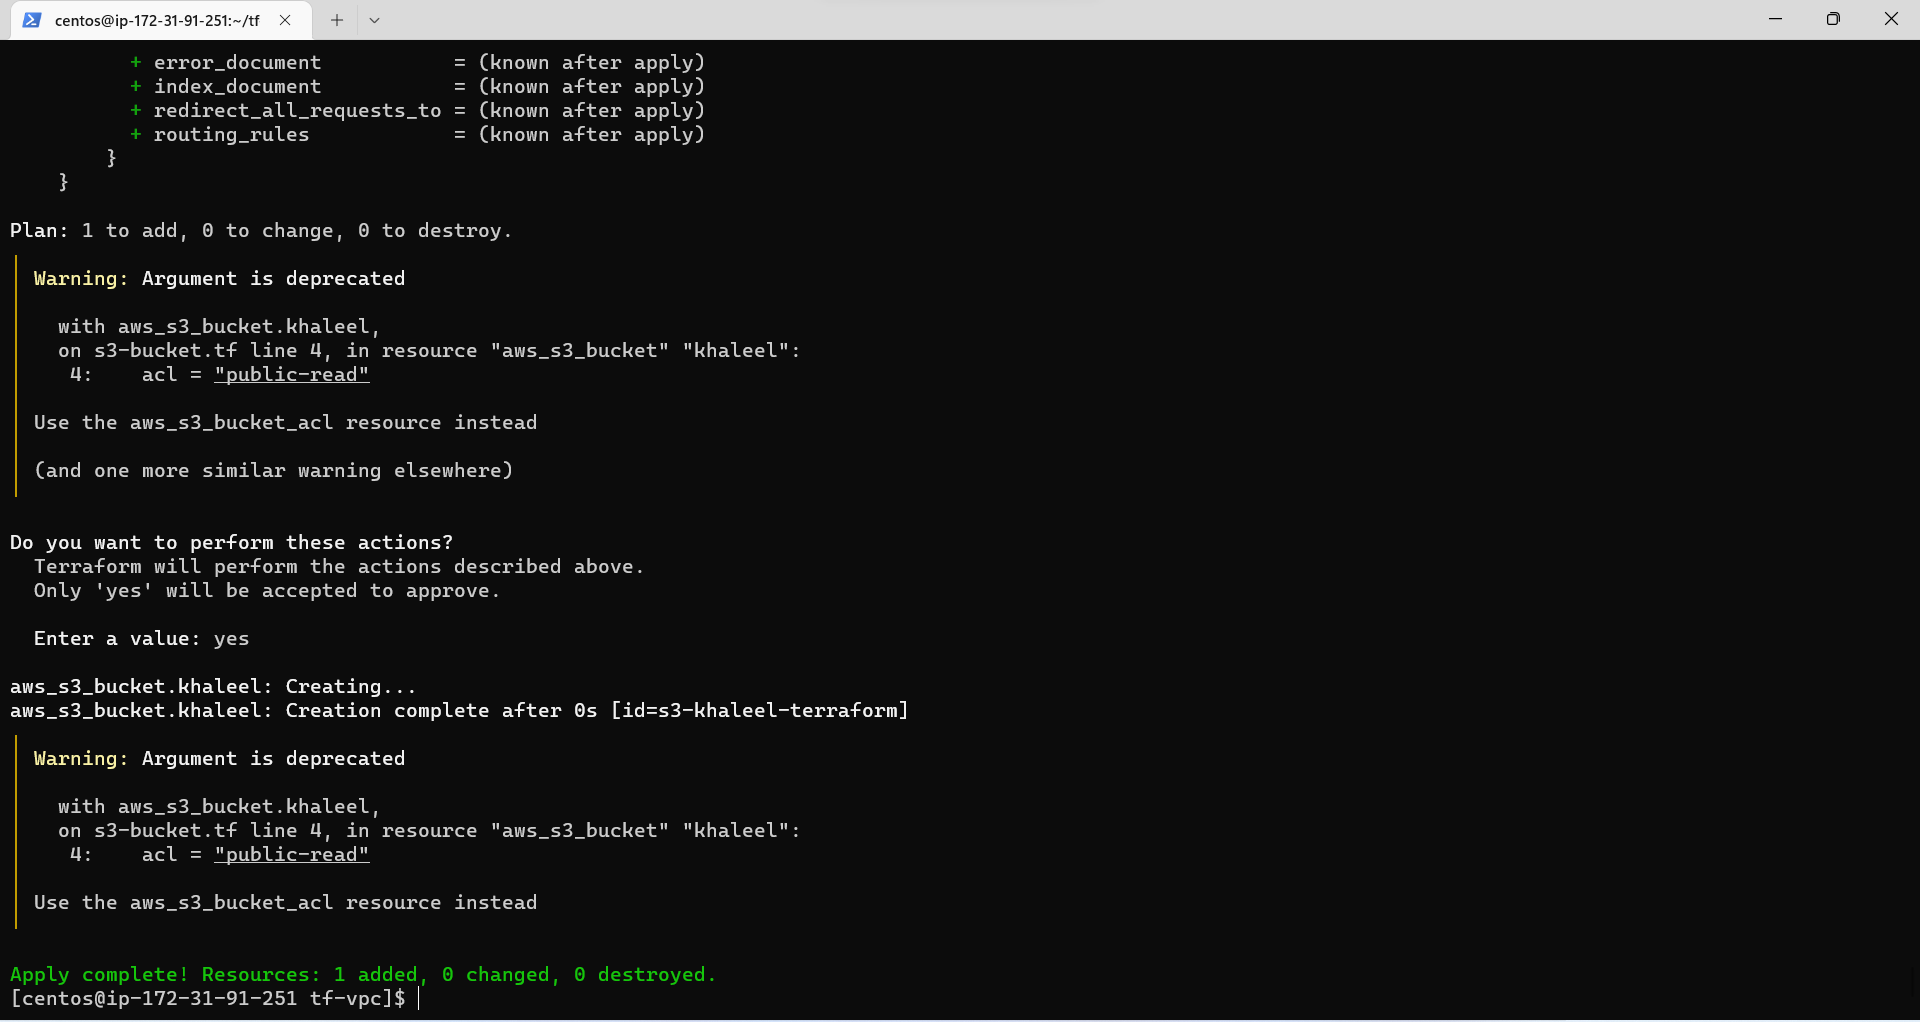 centos@ip-172-31-91-251:~/tf
+ error_document           = (known after apply)
+ index_document           = (known after apply)
+ redirect_all_requests_to = (known after apply)
+ routing_rules            = (known after apply)
}
}
Plan: 1 to add, 0 to change, 0 to destroy.
Warning: Argument is deprecated
with aws_s3_bucket.khaleel,
on s3-bucket.tf line 4, in resource "aws_s3_bucket" "khaleel":
4:    acl = "public-read"
Use the aws_s3_bucket_acl resource instead
(and one more similar warning elsewhere)
Do you want to perform these actions?
Terraform will perform the actions described above.
Only 'yes' will be accepted to approve.
Enter a value: yes
aws_s3_bucket.khaleel: Creating...
aws_s3_bucket.khaleel: Creation complete after 0s [id=s3-khaleel-terraform]
Warning: Argument is deprecated
with aws_s3_bucket.khaleel,
on s3-bucket.tf line 4, in resource "aws_s3_bucket" "khaleel":
4:    acl = "public-read"
Use the aws_s3_bucket_acl resource instead
Apply complete! Resources: 1 added, 0 changed, 0 destroyed.
[centos@ip-172-31-91-251 tf-vpc]$